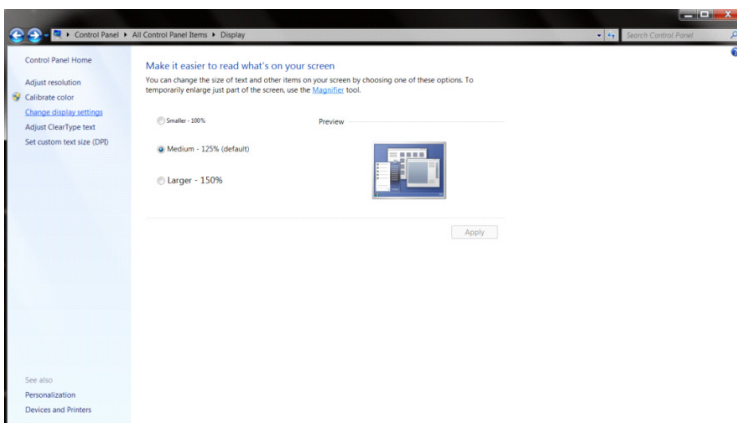 Control Panel ▸ All Control Panel Items ▸ Display
Search Control Panel
Control Panel Home
Adjust resolution
Calibrate color
Change display settings
Adjust ClearType text
Set custom text size (DPI)
See also
Personalization
Devices and Printers
Make it easier to read what's on your screen
You can change the size of text and other items on your screen by choosing one of these options. To
temporarily enlarge just part of the screen, use the Magnifier tool.
Smaller - 100%
Preview
Medium - 125% (default)
Larger - 150%
Apply